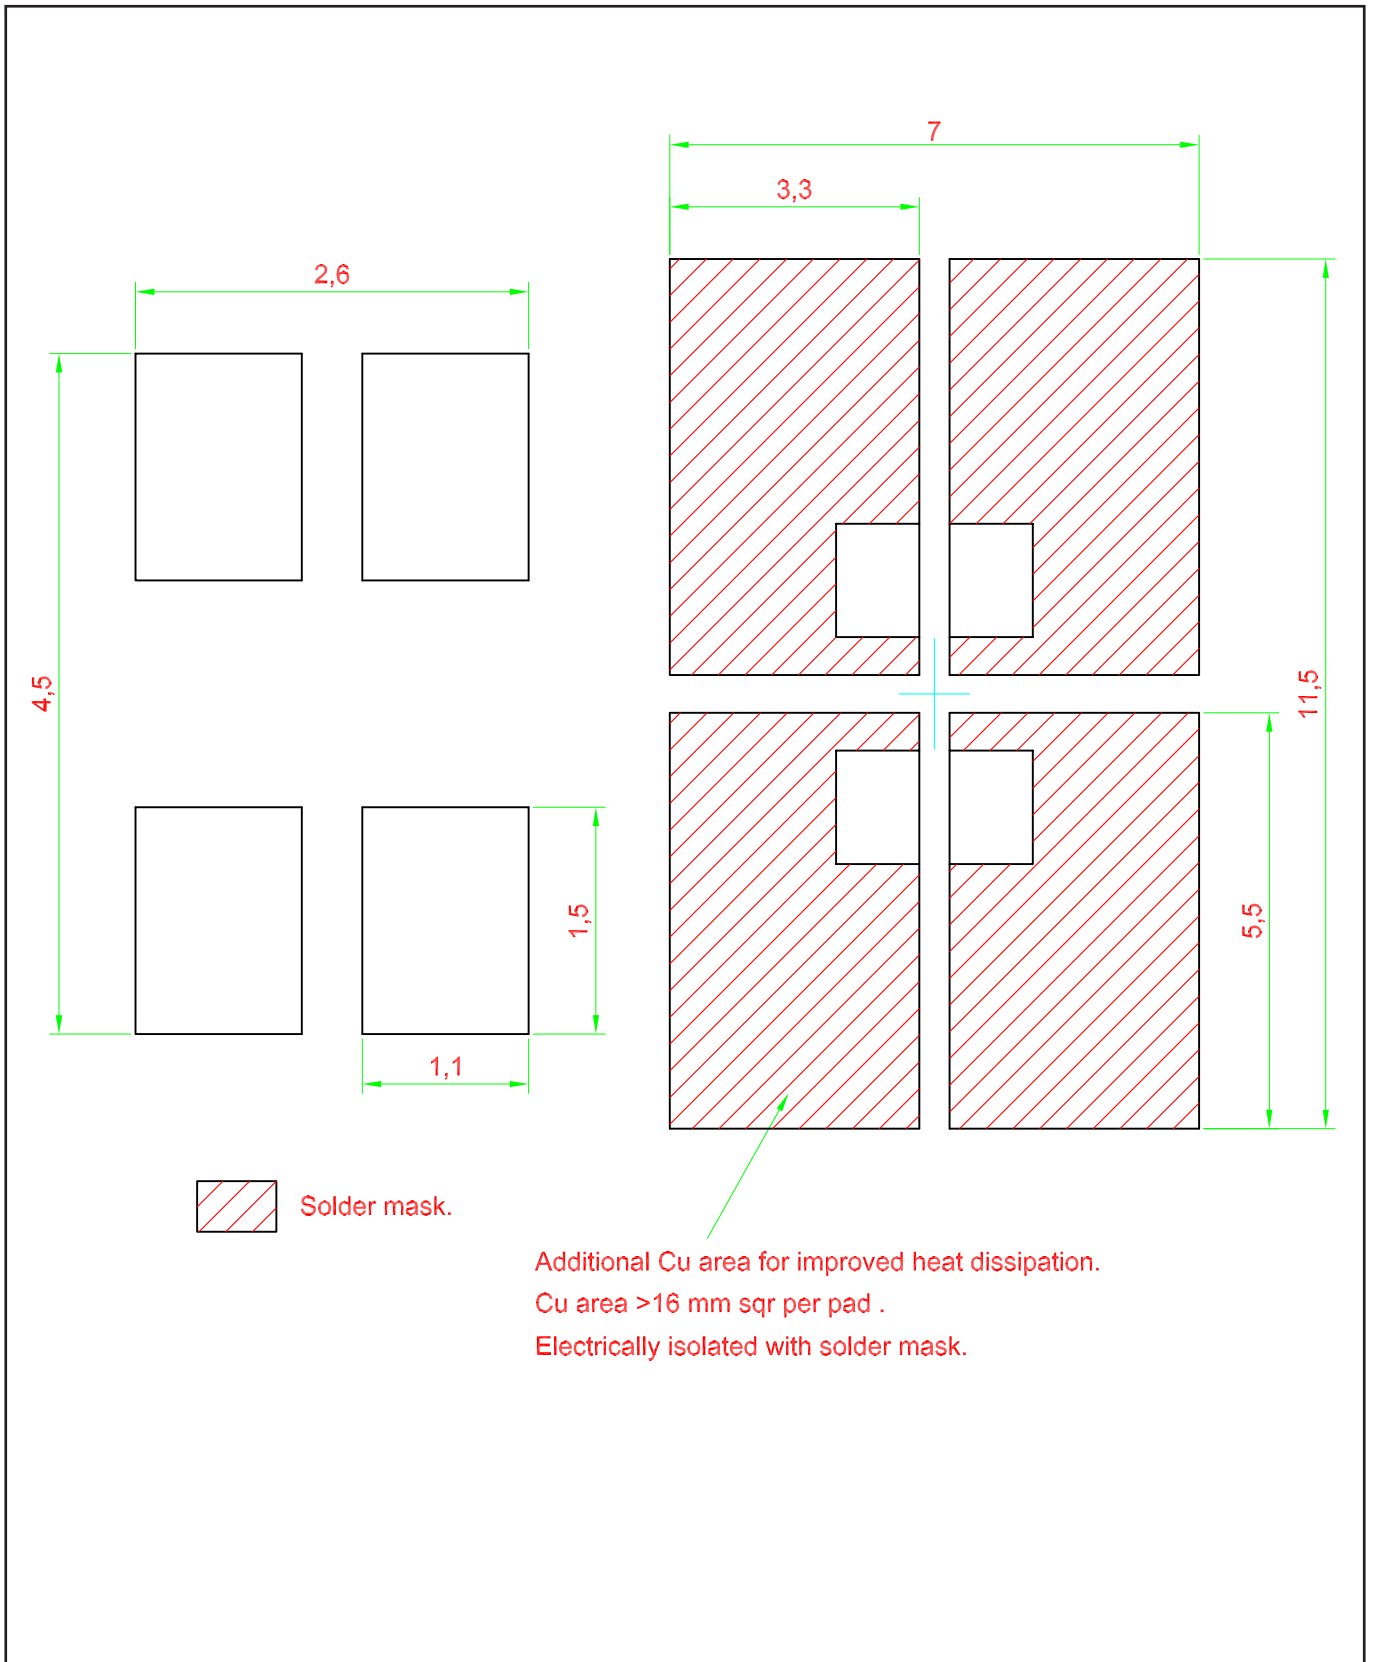 7
3,3
2,6
4,5
11,5
5,5
1,5
1,1
Solder mask.
Additional Cu area for improved heat dissipation.
Cu area >16 mm sqr per pad .
Electrically isolated with solder mask.